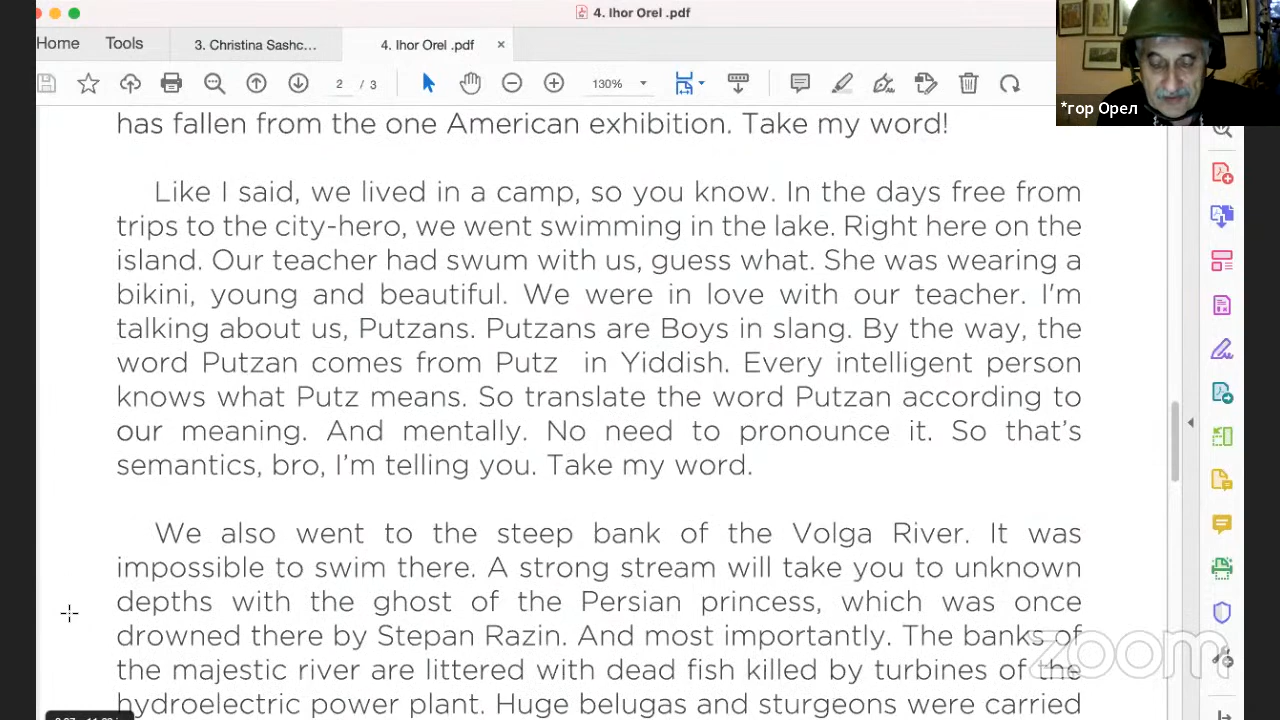 4. Ihor Orel .pdf
Home
Tools
3. Christina Sashc...
4. Ihor Orel .pdf
×
2 / 3
130%
*гор Орел
has fallen from the one American exhibition. Take my word!
Like I said, we lived in a camp, so you know. In the days free from
trips to the city-hero, we went swimming in the lake. Right here on the
island. Our teacher had swum with us, guess what. She was wearing a
bikini, young and beautiful. We were in love with our teacher. I'm
talking about us, Putzans. Putzans are Boys in slang. By the way, the
word Putzan comes from Putz in Yiddish. Every intelligent person
knows what Putz means. So translate the word Putzan according to
our meaning. And mentally. No need to pronounce it. So that’s
semantics, bro, I’m telling you. Take my word.
We also went to the steep bank of the Volga River. It was
impossible to swim there. A strong stream will take you to unknown
depths with the ghost of the Persian princess, which was once
drowned there by Stepan Razin. And most importantly. The banks of
the majestic river are littered with dead fish killed by turbines of the
hydroelectric power plant. Huge belugas and sturgeons were carried
zoom